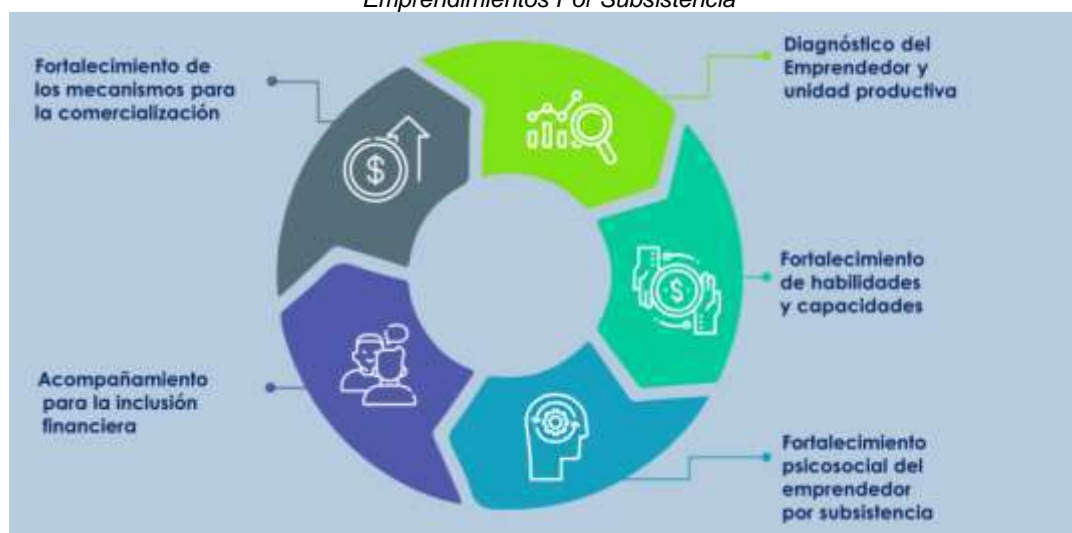 Emprendimientos Por Subsistencia
Fortalecimiento de
los mecanismos para
la comercialización
Diagnóstico del
Emprendedor y
unidad productiva
$
Fortalecimiento
de habilidades
y capacidades
$
Acompañamiento
para la inclusión
financiera
Fortalecimiento
psicosocial del
emprendedor
por subsistencia